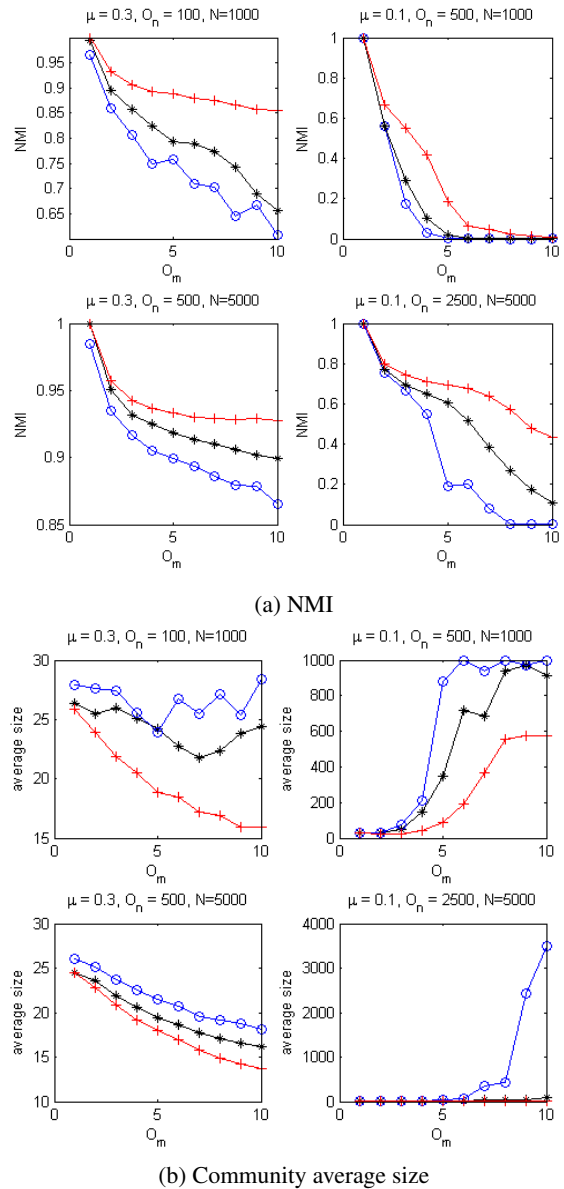 μ = 0.3, O_n = 100, N=1000
NMI
0.95
0.9
0.85
0.8
0.75
0.7
0.65
0 5 10
O_m
μ = 0.1, O_n = 500, N=1000
NMI
1
0.8
0.6
0.4
0.2
0
0 5 10
O_m
μ = 0.3, O_n = 500, N=5000
NMI
1
0.95
0.9
0.85
0 5 10
O_m
μ = 0.1, O_n = 2500, N=5000
NMI
1
0.8
0.6
0.4
0.2
0
0 5 10
O_m
(a) NMI
μ = 0.3, O_n = 100, N=1000
average size
30
25
20
15
0 5 10
O_m
μ = 0.1, O_n = 500, N=1000
average size
1000
800
600
400
200
0
0 5 10
O_m
μ = 0.3, O_n = 500, N=5000
average size
30
25
20
15
10
0 5 10
O_m
μ = 0.1, O_n = 2500, N=5000
average size
4000
3000
2000
1000
0
0 5 10
O_m
(b) Community average size